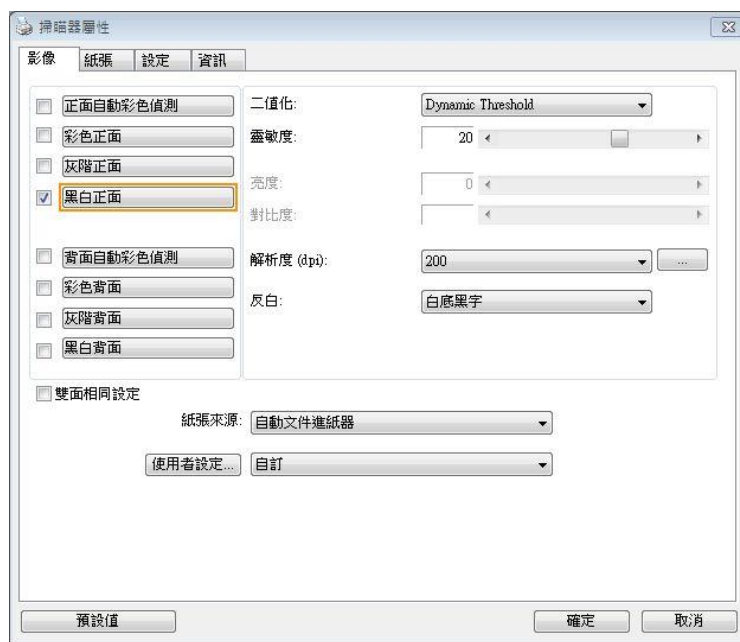 掃瞄器屬性
影像 紙張 設定 資訊
正面自動彩色偵測
彩色正面
灰階正面
黑白正面
背面自動彩色偵測
彩色背面
灰階背面
黑白背面
二值化: Dynamic Threshold
靈敏度: 20
亮度: 0
對比度:
解析度 (dpi): 200 ...
反白: 白底黑字
雙面相同設定
紙張來源: 自動文件進紙器
使用者設定... 自訂
預設值 確定 取消